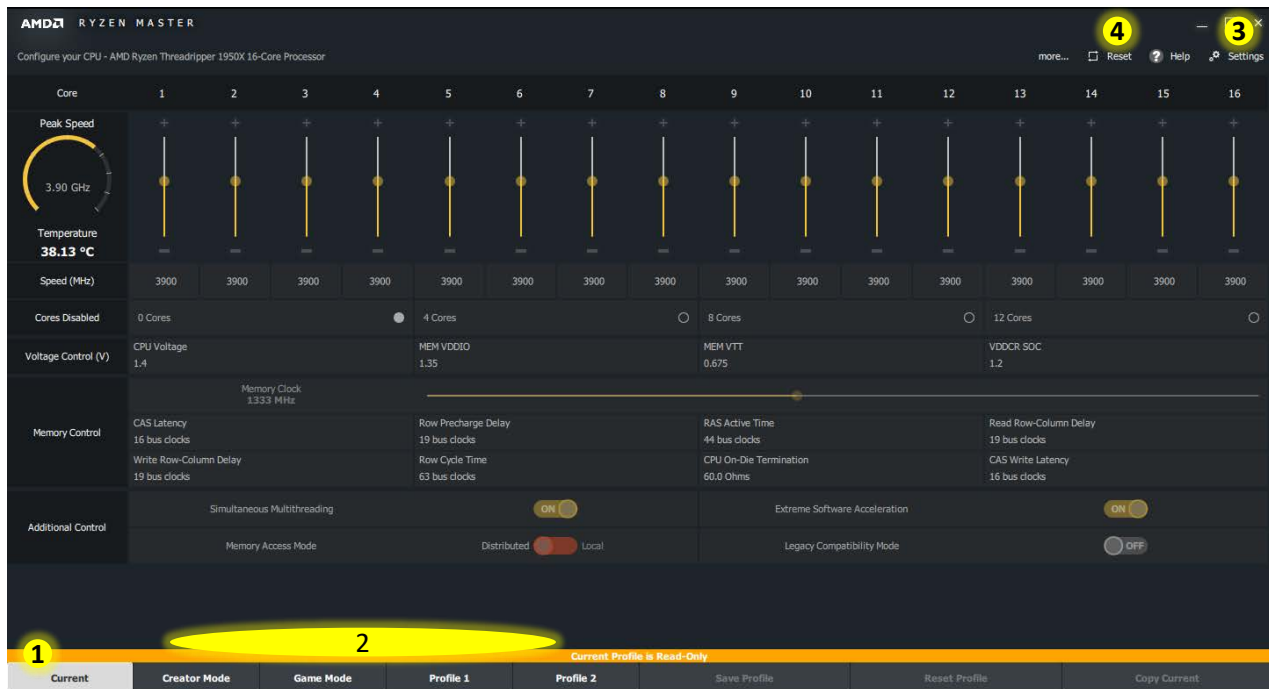 AMD RYZEN MASTER
4
3
Configure your CPU - AMD Ryzen Threadripper 1950X 16-Core Processor
more... Reset ? Help Settings
Core 1 2 3 4 5 6 7 8 9 10 11 12 13 14 15 16
Peak Speed
3.90 GHz
Temperature
38.13 °C
Speed (MHz) 3900 3900 3900 3900 3900 3900 3900 3900 3900 3900 3900 3900 3900 3900 3900 3900
Cores Disabled 0 Cores 4 Cores 8 Cores 12 Cores
Voltage Control (V)
CPU Voltage MEM VDDIO MEM VTT VDDCR SOC
1.4 1.35 0.675 1.2
Memory Control
Memory Clock
1333 MHz
CAS Latency Row Precharge Delay RAS Active Time Read Row-Column Delay
16 bus clocks 19 bus clocks 44 bus clocks 19 bus clocks
Write Row-Column Delay Row Cycle Time CPU On-Die Termination CAS Write Latency
19 bus clocks 63 bus clocks 60.0 Ohms 16 bus clocks
Additional Control
Simultaneous Multithreading ON Extreme Software Acceleration ON
Memory Access Mode Distributed Local Legacy Compatibility Mode OFF
1
2
Current Profile is Read-Only
Current Creator Mode Game Mode Profile 1 Profile 2 Save Profile Reset Profile Copy Current